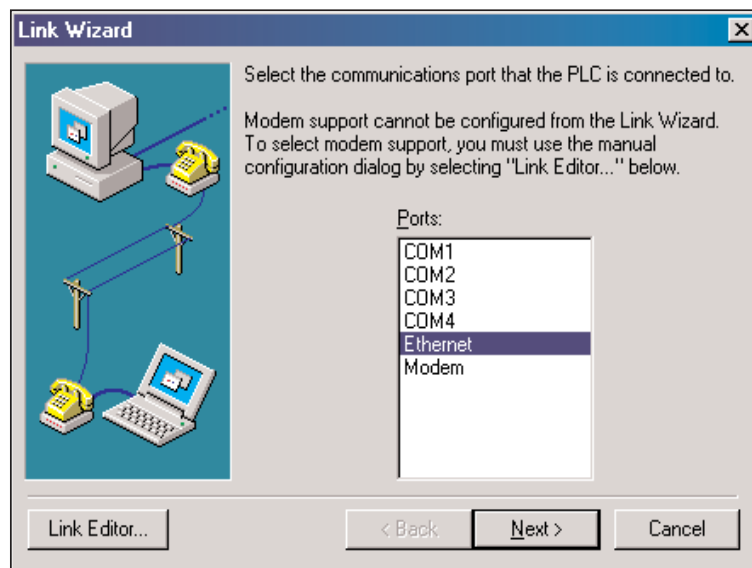 Link Wizard
Select the communications port that the PLC is connected to.
Modem support cannot be configured from the Link Wizard.
To select modem support, you must use the manual
configuration dialog by selecting "Link Editor..." below.
Ports:
COM1
COM2
COM3
COM4
Ethernet
Modem
Link Editor...
< Back
Next >
Cancel